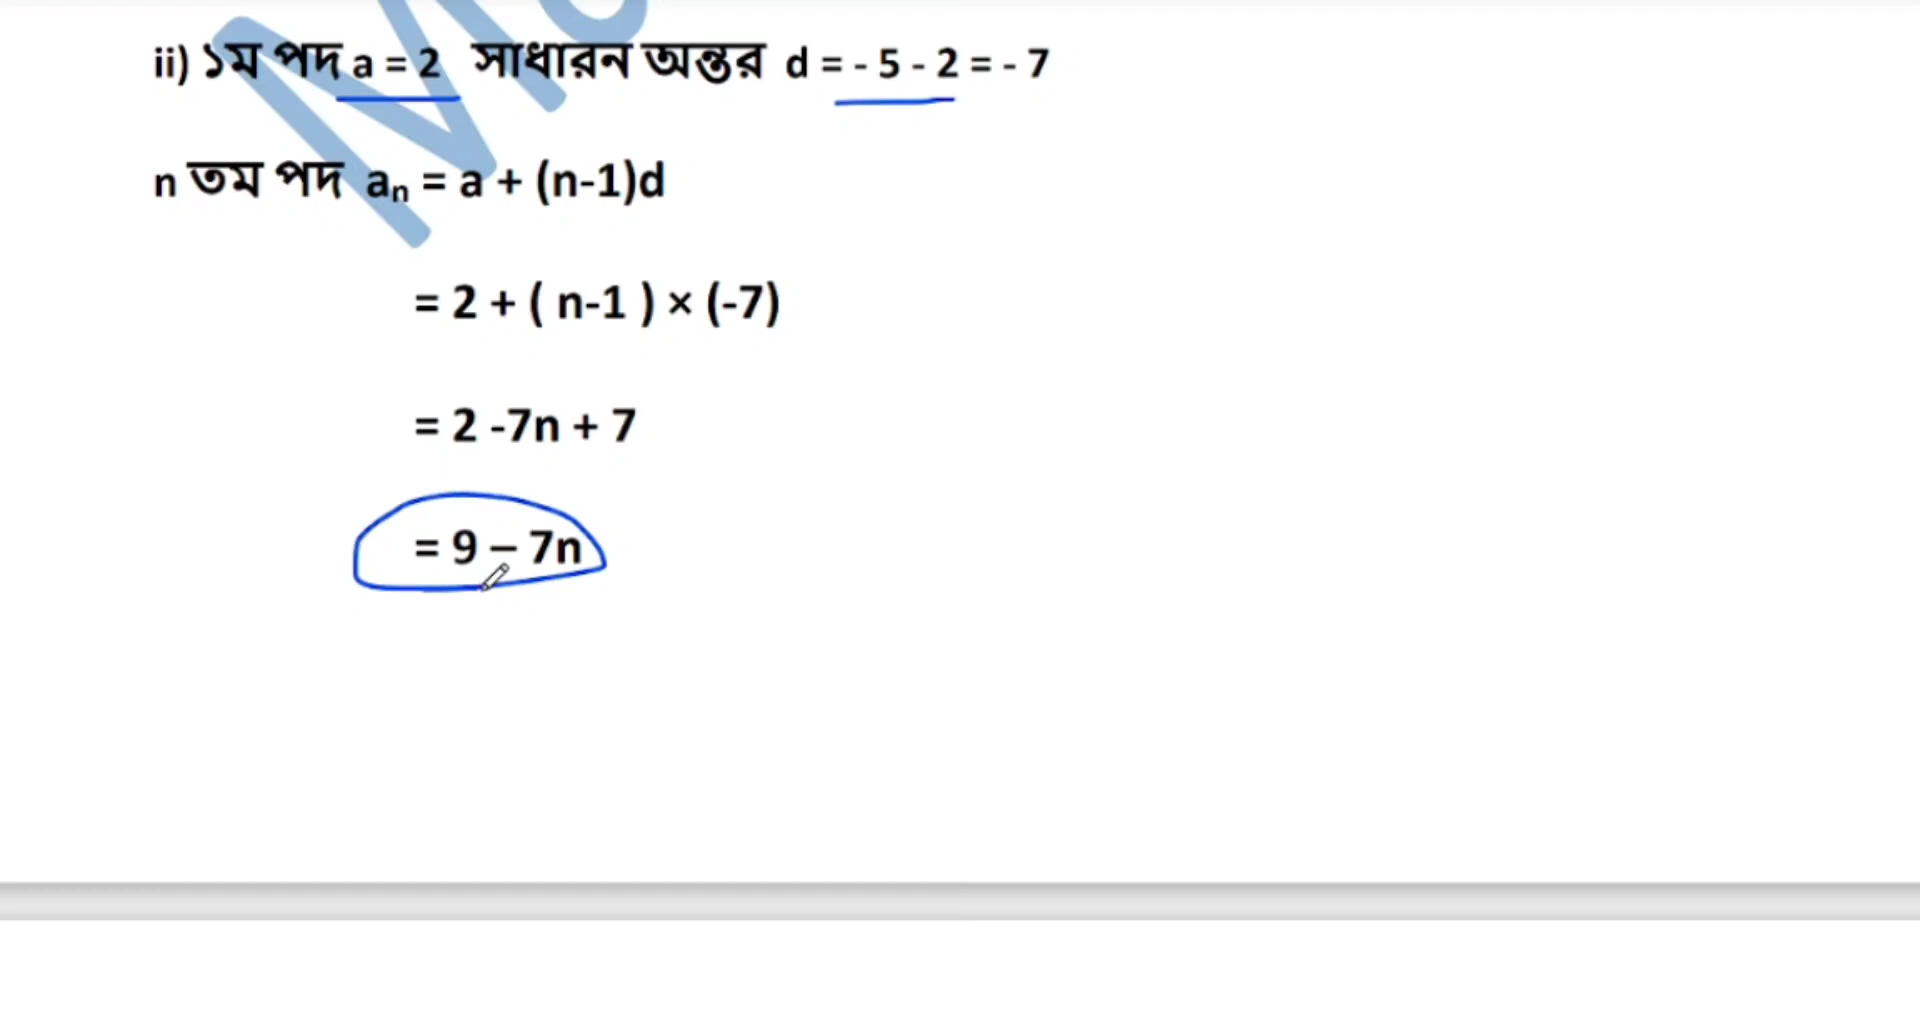 ii) ১ম পদ a = 2 সাধারন অন্তর d = - 5 - 2 = - 7
n তম পদ aₙ = a + (n-1)d
= 2 + ( n-1 ) × (-7)
= 2 -7n + 7
= 9 – 7n